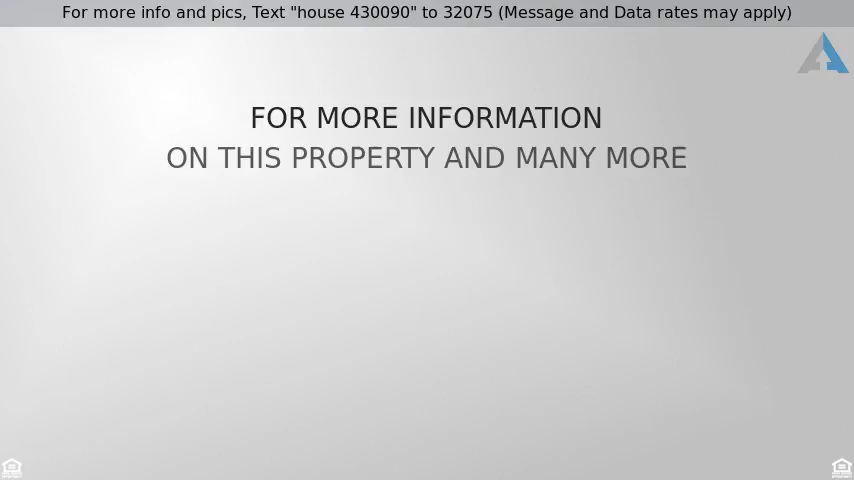 For more info and pics, Text "house 430090" to 32075 (Message and Data rates may apply)
FOR MORE INFORMATION
ON THIS PROPERTY AND MANY MORE